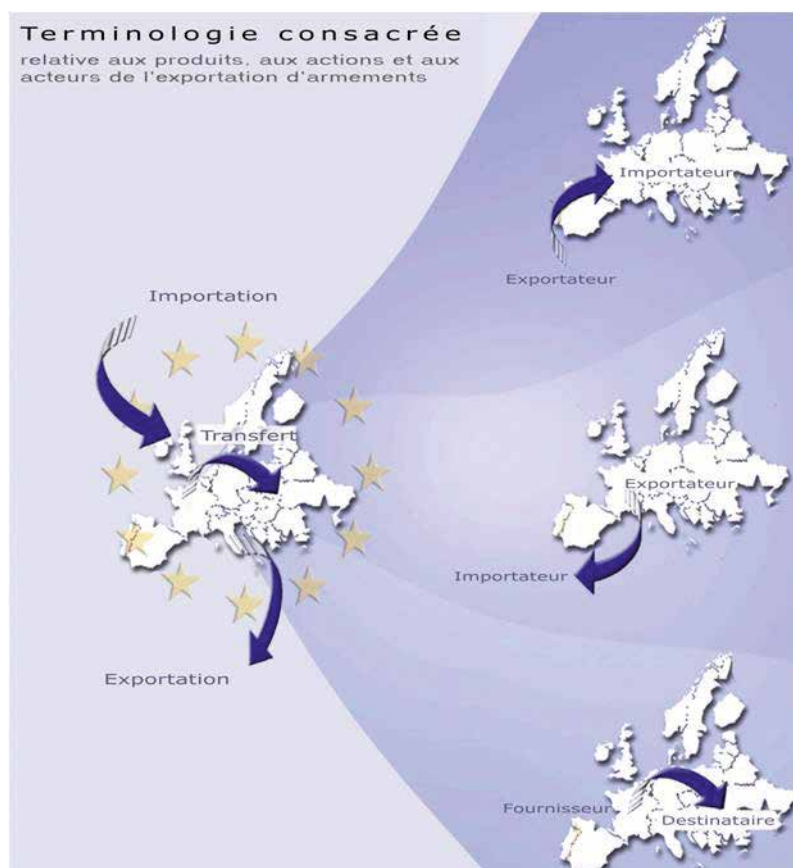 Terminologie consacrée
relative aux produits, aux actions et aux
acteurs de l'exportation d'armements
Importateur
Exportateur
Importation
Transfert
Exportateur
Importateur
Exportation
Fournisseur
Destinataire